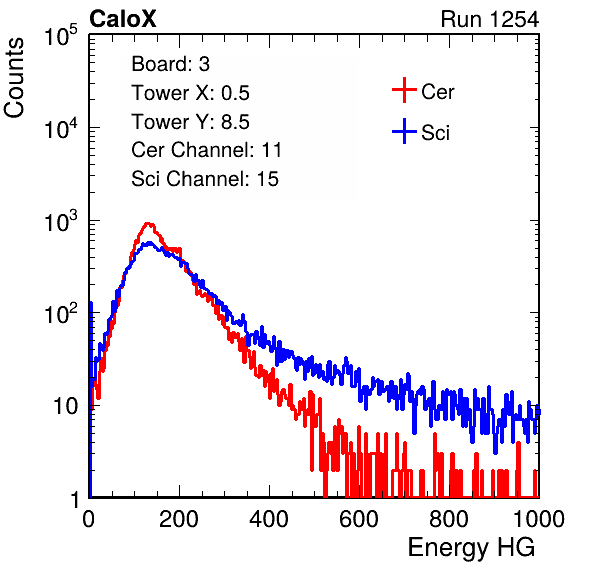 CaloX Run 1254
Counts
10^5
10^4
10^3
10^2
10
1
Board: 3
Tower X: 0.5
Tower Y: 8.5
Cer Channel: 11
Sci Channel: 15
Cer
Sci
0 200 400 600 800 1000
Energy HG